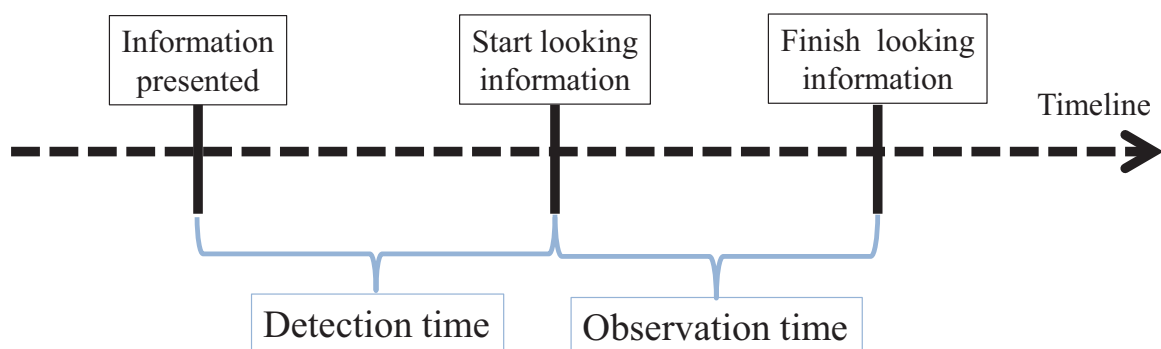 Information
presented
Start looking
information
Finish looking
information
Timeline
Detection time
Observation time